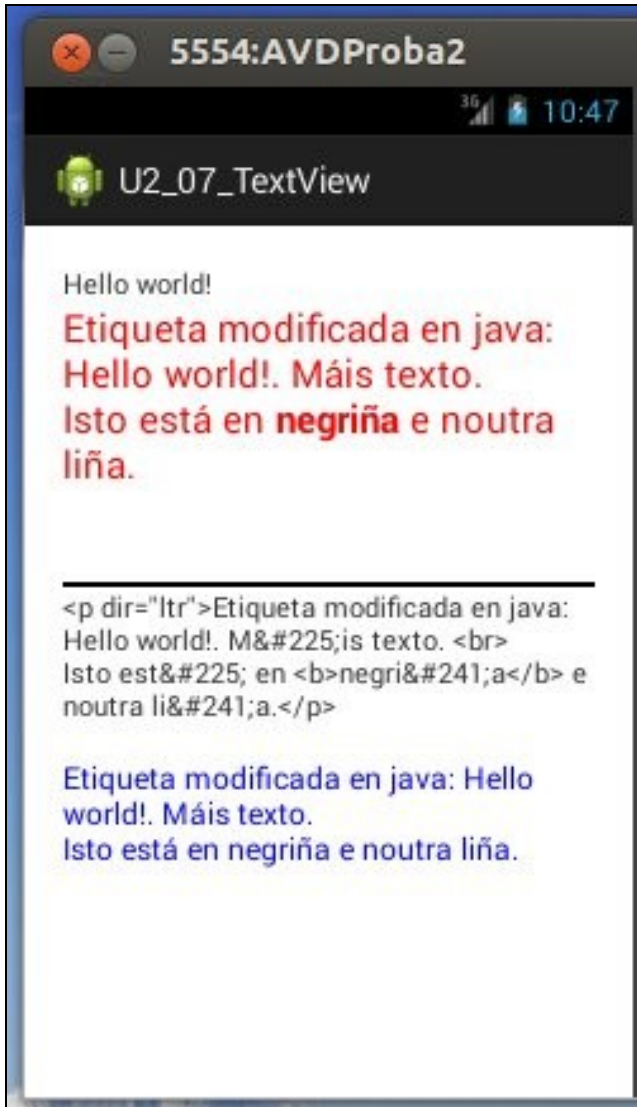 5554:AVDProba2
3G 10:47
U2_07_TextView
Hello world!
Etiqueta modificada en java:
Hello world!. Máis texto.
Isto está en negriña e noutra
liña.
<p dir="ltr">Etiqueta modificada en java:
Hello world!. M&#225;is texto. <br>
Isto est&#225; en <b>negri&#241;a</b> e
noutra li&#241;a.</p>
Etiqueta modificada en java: Hello
world!. Máis texto.
Isto está en negriña e noutra liña.